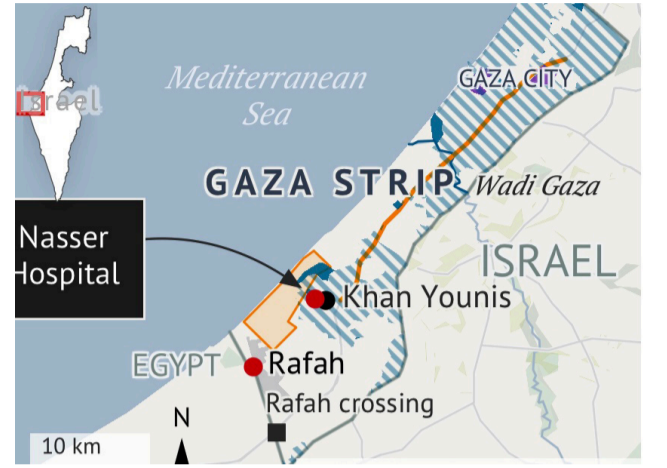 Israel
Mediterranean
Sea
GAZA CITY
GAZA STRIP
Wadi Gaza
Nasser
Hospital
ISRAEL
Khan Younis
EGYPT
Rafah
Rafah crossing
N
10 km